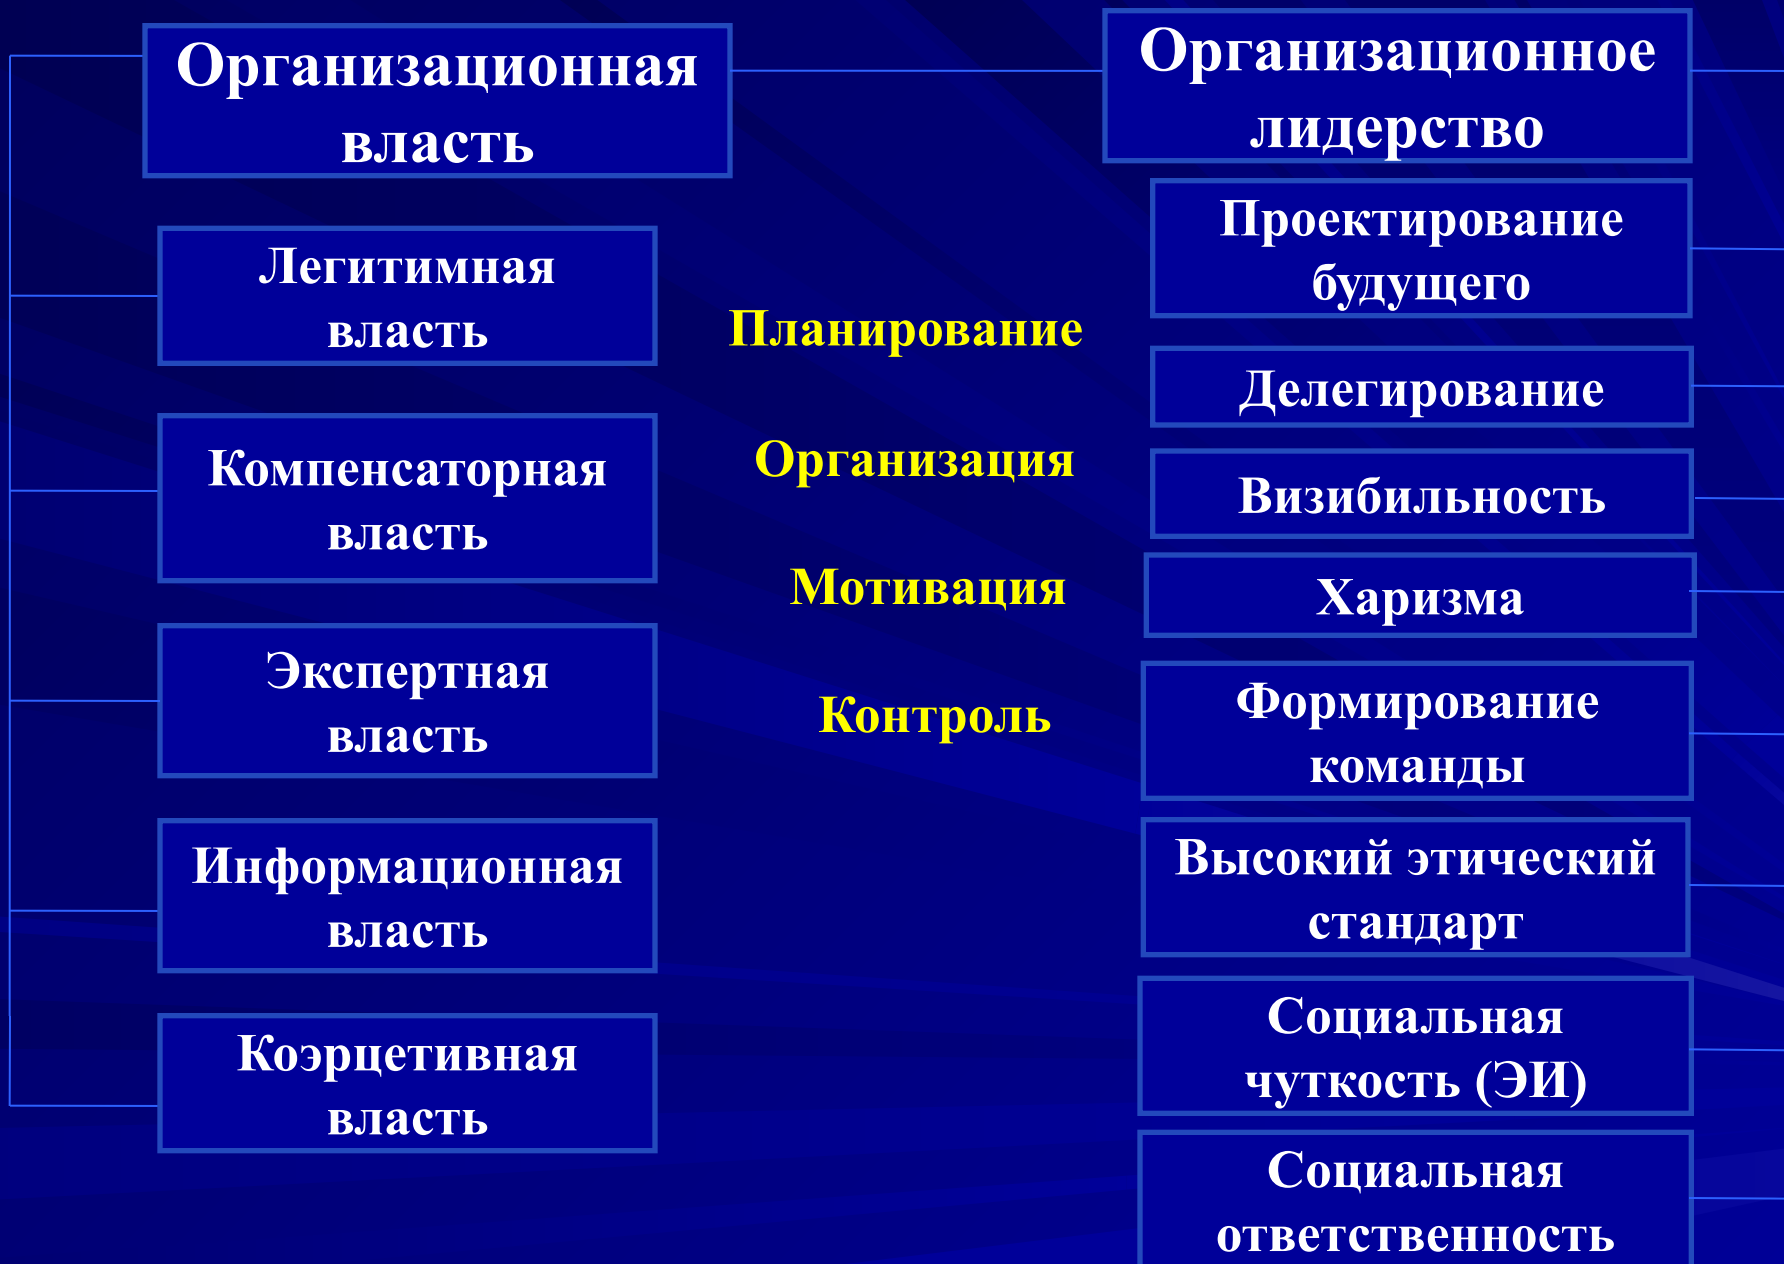 Организационная
власть
Легитимная
власть
Компенсаторная
власть
Экспертная
власть
Информационная
власть
Коэрцетивная
власть
Планирование
Организация
Мотивация
Контроль
Организационное
лидерство
Проектирование
будущего
Делегирование
Визибильность
Харизма
Формирование
команды
Высокий этический
стандарт
Социальная
чуткость (ЭИ)
Социальная
ответственность